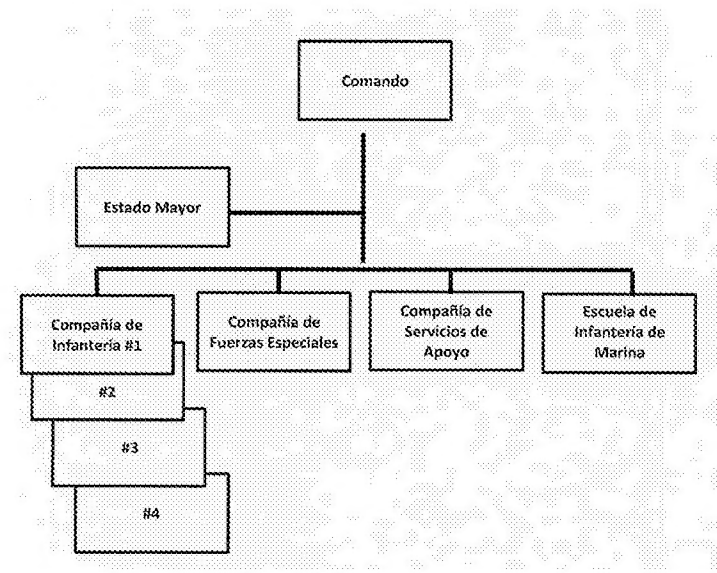 Comando
Estado Mayor
Compañía de
Infantería #1
#2
#3
#4
Compañía de
Fuerzas Especiales
Compañía de
Servicios de
Apoyo
Escuela de
Infantería de
Marina